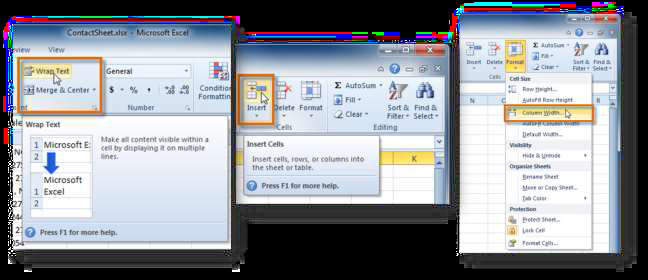 ContactSheet.xlsx - Microsoft Excel
eview View
Wrap Text
General
Merge & Center
$ % ,
Conditional
Formatting
Number
Wrap Text
1 Microsoft E
2
1 Microsoft
Excel
2
Make all content visible within a
cell by displaying it on multiple
lines.
Press F1 for more help.
Insert Delete Format
Cells
Σ AutoSum
Fill
Clear
Sort &
Filter
Find &
Select
Editing
Insert Cells
Insert cells, rows, or columns into
the sheet or table.
Press F1 for more help.
K
Insert Delete Format
Cells
Σ AutoSum
Fill
Clear
Sort &
Filter
Find &
Select
N
Cell Size
Row Height...
AutoFit Row Height
Column Width...
AutoFit Column Width
Default Width...
Visibility
Hide & Unhide
Organize Sheets
Rename Sheet
Move or Copy Sheet...
Tab Color
Protection
Protect Sheet...
Lock Cell
Format Cells...